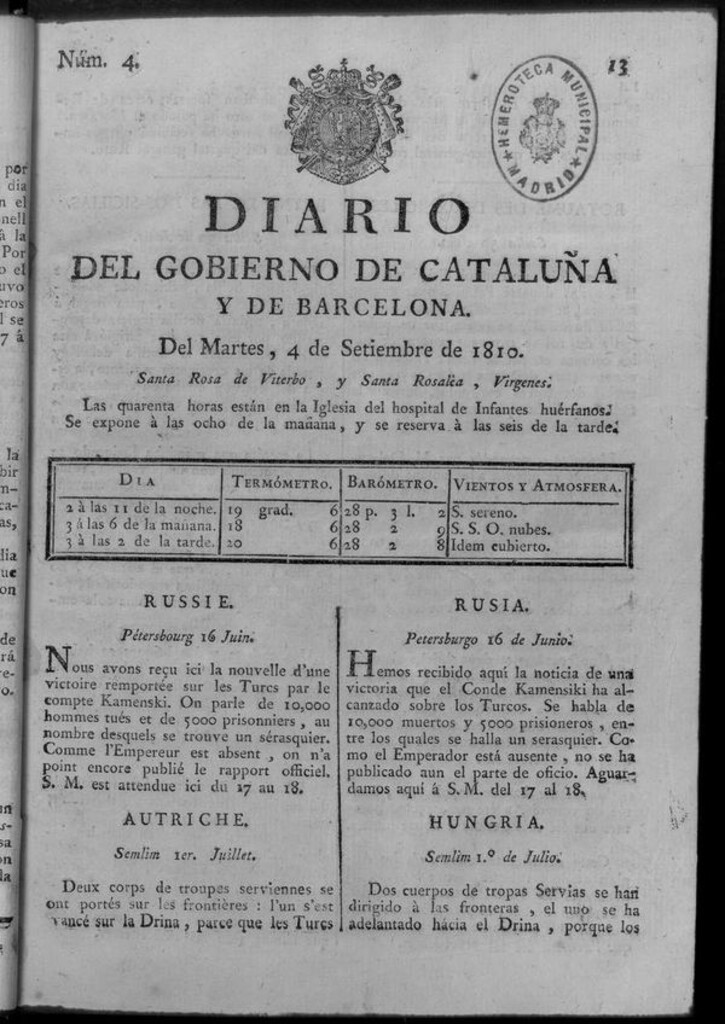 Núm. 4.
13
HEMEROTECA MUNICIPAL
MADRID
DIARIO
DEL GOBIERNO DE CATALUÑA
Y DE BARCELONA.
Del Martes, 4 de Setiembre de 1810.
Santa Rosa de Viterbo, y Santa Rosalèa, Virgenes.
Las quarenta horas están en la Iglesia del hospital de Infantes huérfanos.
Se expone à las ocho de la mañana, y se reserva à las seis de la tarde.
DIA TERMÓMETRO. BARÓMETRO. VIENTOS Y ATMOSFERA.
2 à las 11 de la noche. 19 grad. 6 28 p. 3 l. 2 S. sereno.
3 á las 6 de la mañana. 18 6 28 2 9 S. S. O. nubes.
3 à las 2 de la tarde. 20 6 28 2 8 Idem cubierto.
RUSSIE.
Pétersbourg 16 Juin.
Nous avons reçu ici la nouvelle d'une
victoire remportée sur les Turcs par le
compte Kamenski. On parle de 10,000
hommes tués et de 5000 prisonniers, au
nombre desquels se trouve un sérasquier.
Comme l'Empereur est absent, on n'a
point encore publié le rapport officiel.
S. M. est attendue ici du 17 au 18.
AUTRICHE.
Semlim 1er. Juillet.
Deux corps de troupes serviennes se
ont portés sur les frontières : l'un s'est
vancé sur la Drina, parce que les Turcs
RUSIA.
Petersburgo 16 de Junio.
Hemos recibido aquí la noticia de una
victoria que el Conde Kamenski ha al-
canzado sobre los Turcos. Se habla de
10,000 muertos y 5000 prisioneros, en-
tre los quales se halla un serasquier. Co-
mo el Emperador está ausente, no se ha
publicado aun el parte de oficio. Aguar-
damos aquí á S. M. del 17 al 18.
HUNGRIA.
Semlim 1.º de Julio.
Dos cuerpos de tropas Servias se han
dirigido à las fronteras, el uno se ha
adelantado hácia el Drina, porque los